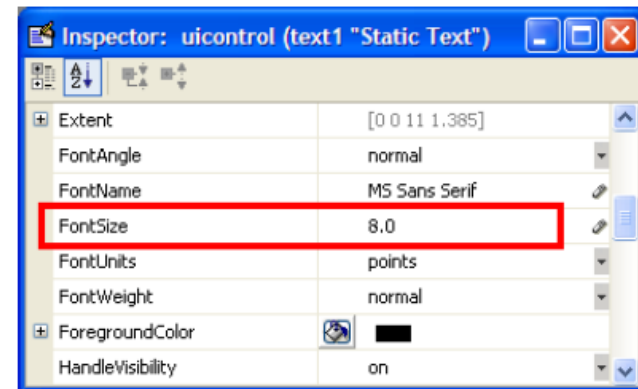 Inspector: uicontrol (text1 "Static Text")
Extent [0 0 11 1.385]
FontAngle normal
FontName MS Sans Serif
FontSize 8.0
FontUnits points
FontWeight normal
ForegroundColor
HandleVisibility on